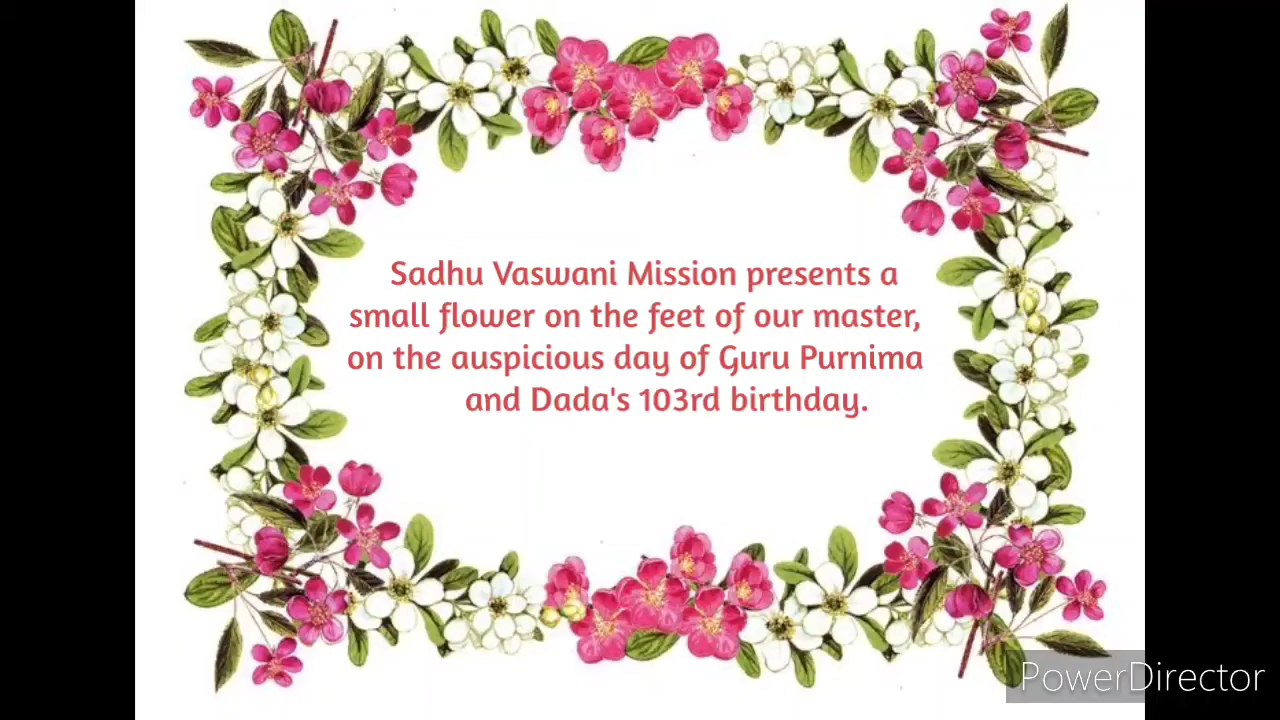 Sadhu Vaswani Mission presents a
small flower on the feet of our master,
on the auspicious day of Guru Purnima
and Dada's 103rd birthday.
PowerDirector